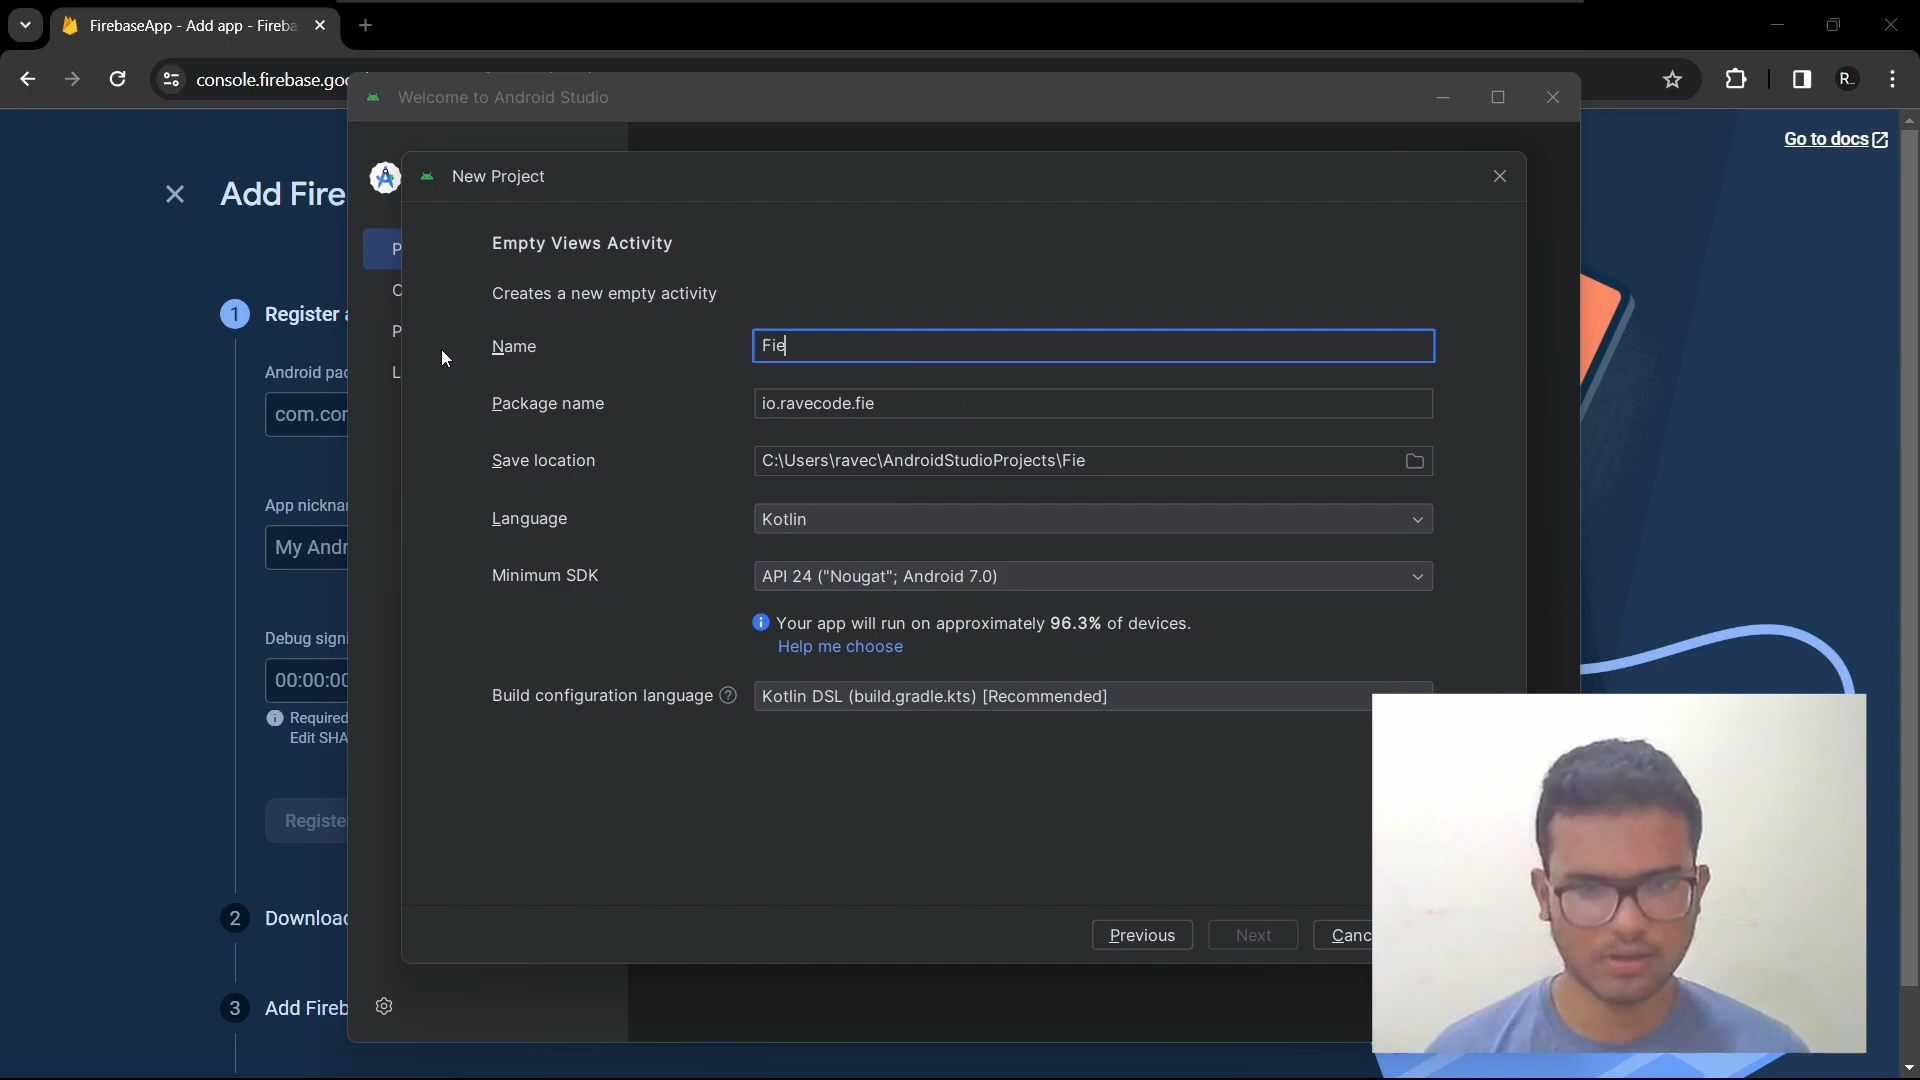 FirebaseApp - Add app - Fireba
console.firebase.goo
R_
Welcome to Android Studio
Go to docs
Add Fire
New Project
P
Empty Views Activity
C
Creates a new empty activity
1
Register
P
Name
Fie
Android pac
L
Package name
io.ravecode.fie
com.cor
Save location
C:\Users\ravec\AndroidStudioProjects\Fie
App nicknar
Language
Kotlin
My Andr
Minimum SDK
API 24 ("Nougat"; Android 7.0)
Your app will run on approximately 96.3% of devices.
Help me choose
Debug signi
00:00:00
Build configuration language
Kotlin DSL (build.gradle.kts) [Recommended]
Required
Edit SHA
Registe
2
Download
Previous
Next
Canc
3
Add Fireb